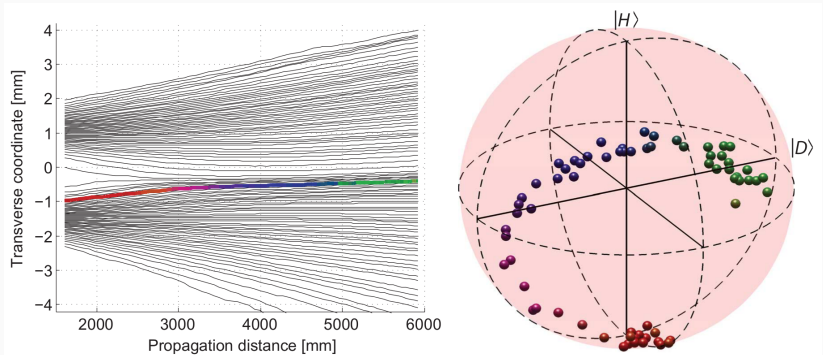 Transverse coordinate [mm]
4
3
2
1
0
−1
−2
−3
−4
2000 3000 4000 5000 6000
Propagation distance [mm]
|H⟩
|D⟩